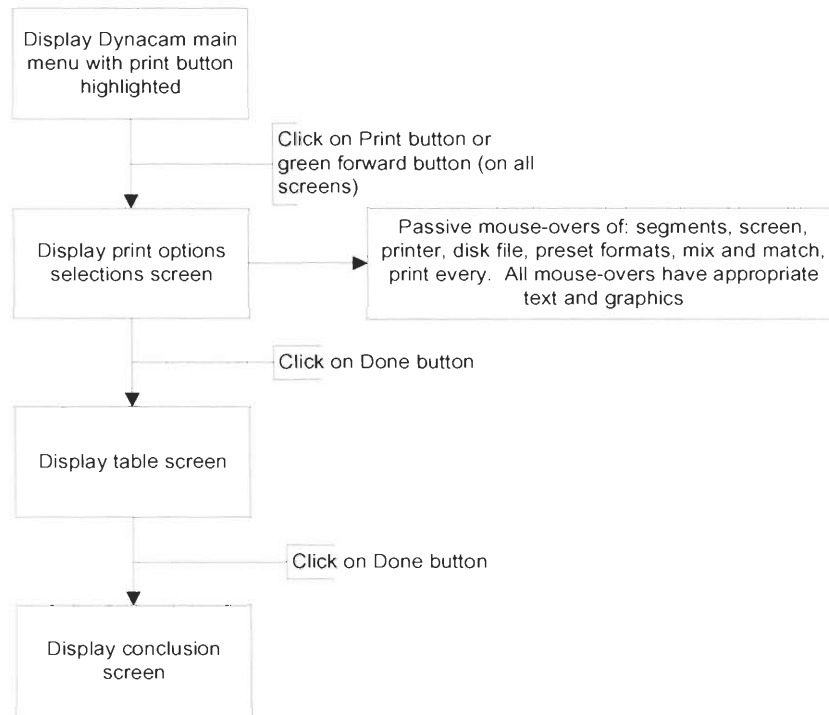 Display Dynacam main
menu with print button
highlighted
Click on Print button or
green forward button (on all
screens)
Display print options
selections screen
Passive mouse-overs of: segments, screen,
printer, disk file, preset formats, mix and match,
print every. All mouse-overs have appropriate
text and graphics
Click on Done button
Display table screen
Click on Done button
Display conclusion
screen